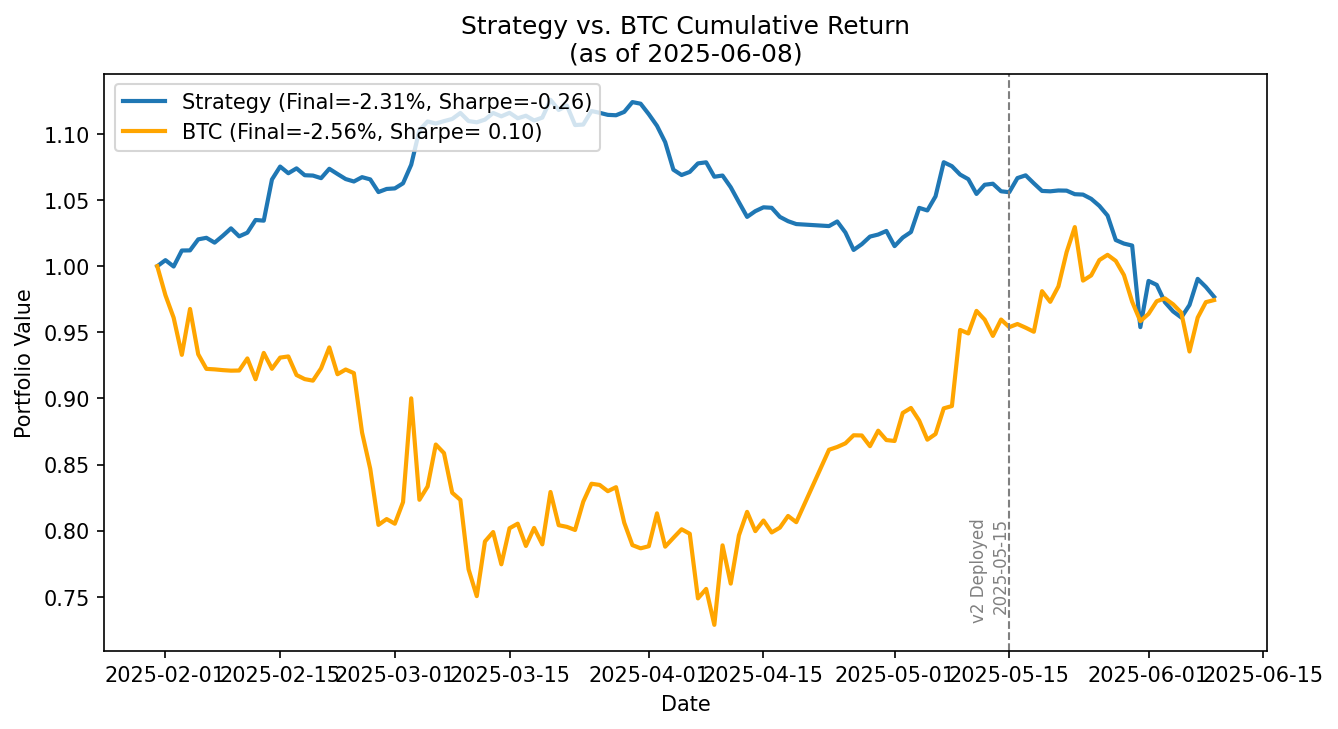 Strategy vs. BTC Cumulative Return
(as of 2025-06-08)
Strategy (Final=-2.31%, Sharpe=-0.26)
BTC (Final=-2.56%, Sharpe= 0.10)
Portfolio Value
1.10
1.05
1.00
0.95
0.90
0.85
0.80
0.75
v2 Deployed
2025-05-15
2025-02-01 2025-02-15 2025-03-01 2025-03-15 2025-04-01 2025-04-15 2025-05-01 2025-05-15 2025-06-01 2025-06-15
Date